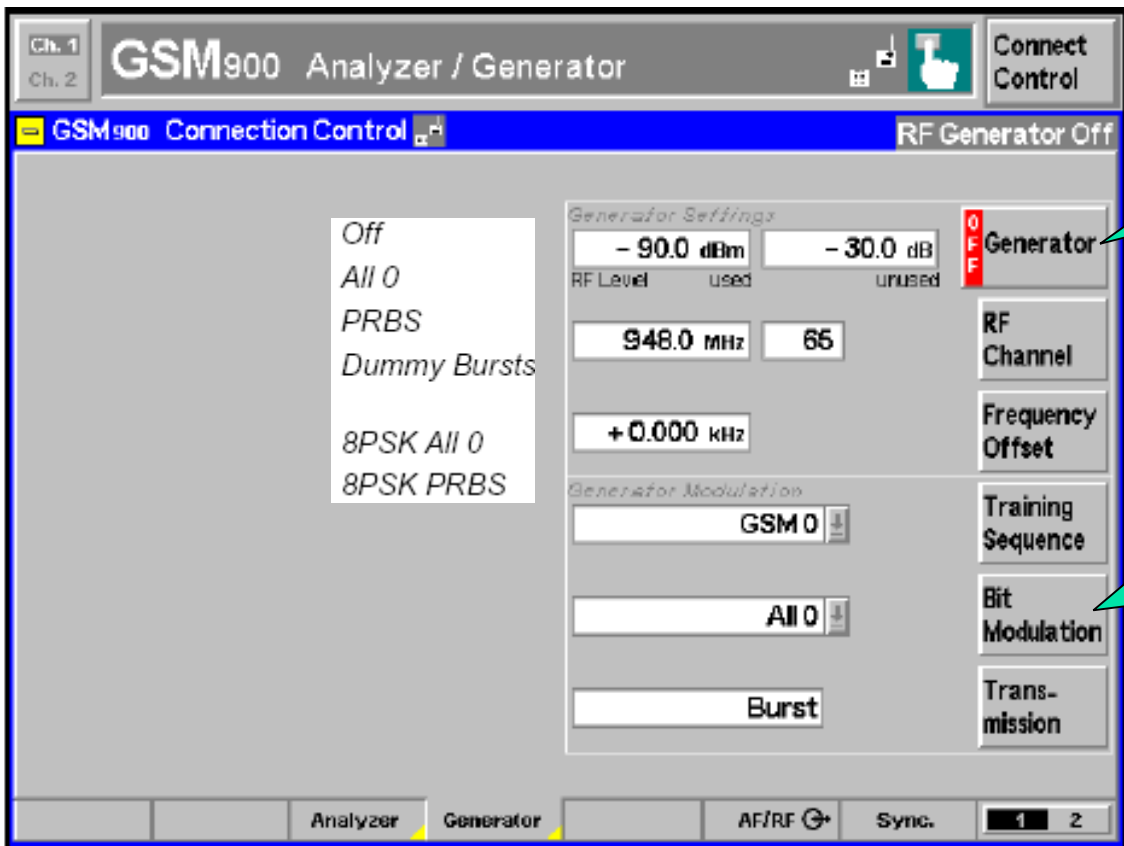 Ch. 1
Ch. 2
GSM900 Analyzer / Generator
Connect
Control
GSM900 Connection Control
RF Generator Off
Off
All 0
PRBS
Dummy Bursts
8PSK All 0
8PSK PRBS
Generator Settings
- 90.0 dBm
- 30.0 dB
RF Level used
unused
OFF
Generator
948.0 MHz
65
RF
Channel
+ 0.000 kHz
Frequency
Offset
Generator Modulation
GSM 0
Training
Sequence
All 0
Bit
Modulation
Burst
Trans-
mission
Analyzer
Generator
AF/RF
Sync.
1 2